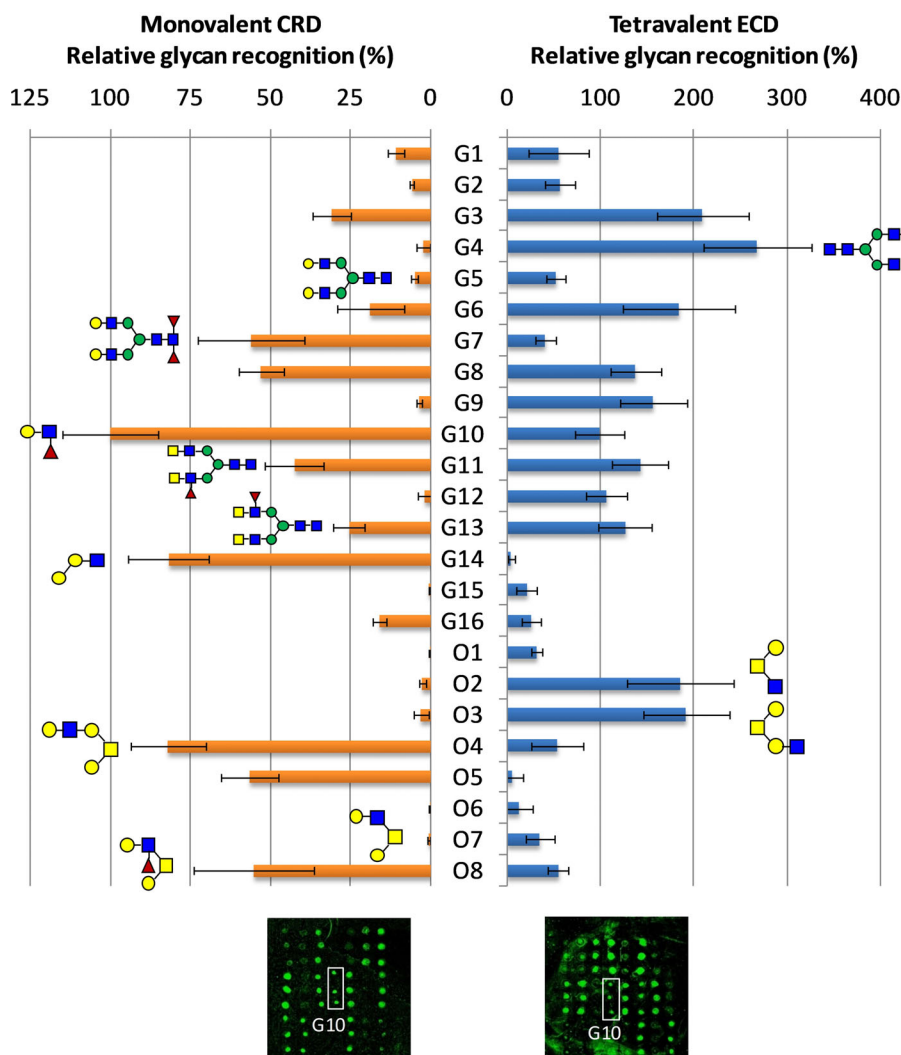 Monovalent CRD
Relative glycan recognition (%)
Tetravalent ECD
Relative glycan recognition (%)
125 100 75 50 25 0
0 100 200 300 400
G1
G2
G3
G4
G5
G6
G7
G8
G9
G10
G11
G12
G13
G14
G15
G16
O1
O2
O3
O4
O5
O6
O7
O8
G10
G10